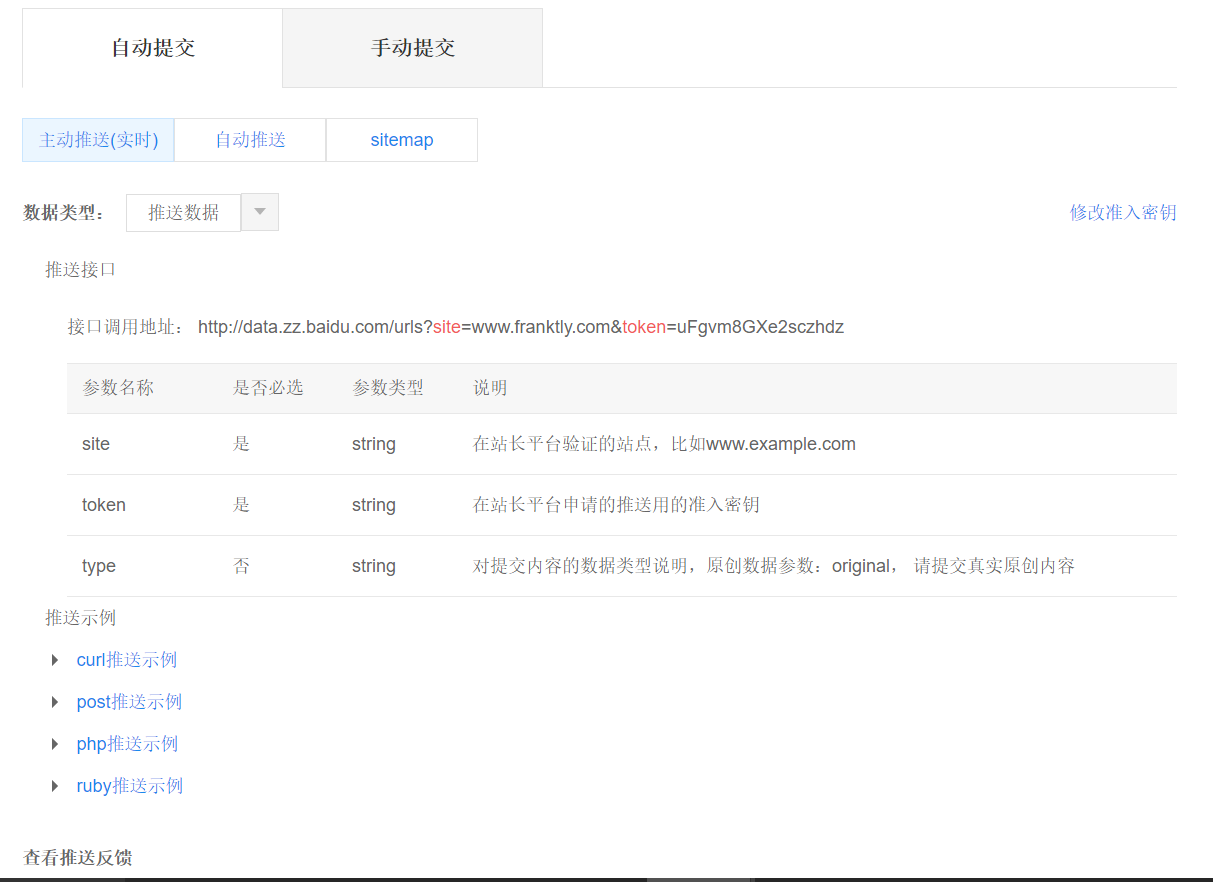 自动提交 手动提交
主动推送(实时) 自动推送 sitemap
数据类型： 推送数据 修改准入密钥
推送接口
接口调用地址： http://data.zz.baidu.com/urls?site=www.franktly.com&token=uFgvm8GXe2sczhdz
参数名称 是否必选 参数类型 说明
site 是 string 在站长平台验证的站点，比如www.example.com
token 是 string 在站长平台申请的推送用的准入密钥
type 否 string 对提交内容的数据类型说明，原创数据参数：original， 请提交真实原创内容
推送示例
curl推送示例
post推送示例
php推送示例
ruby推送示例
查看推送反馈